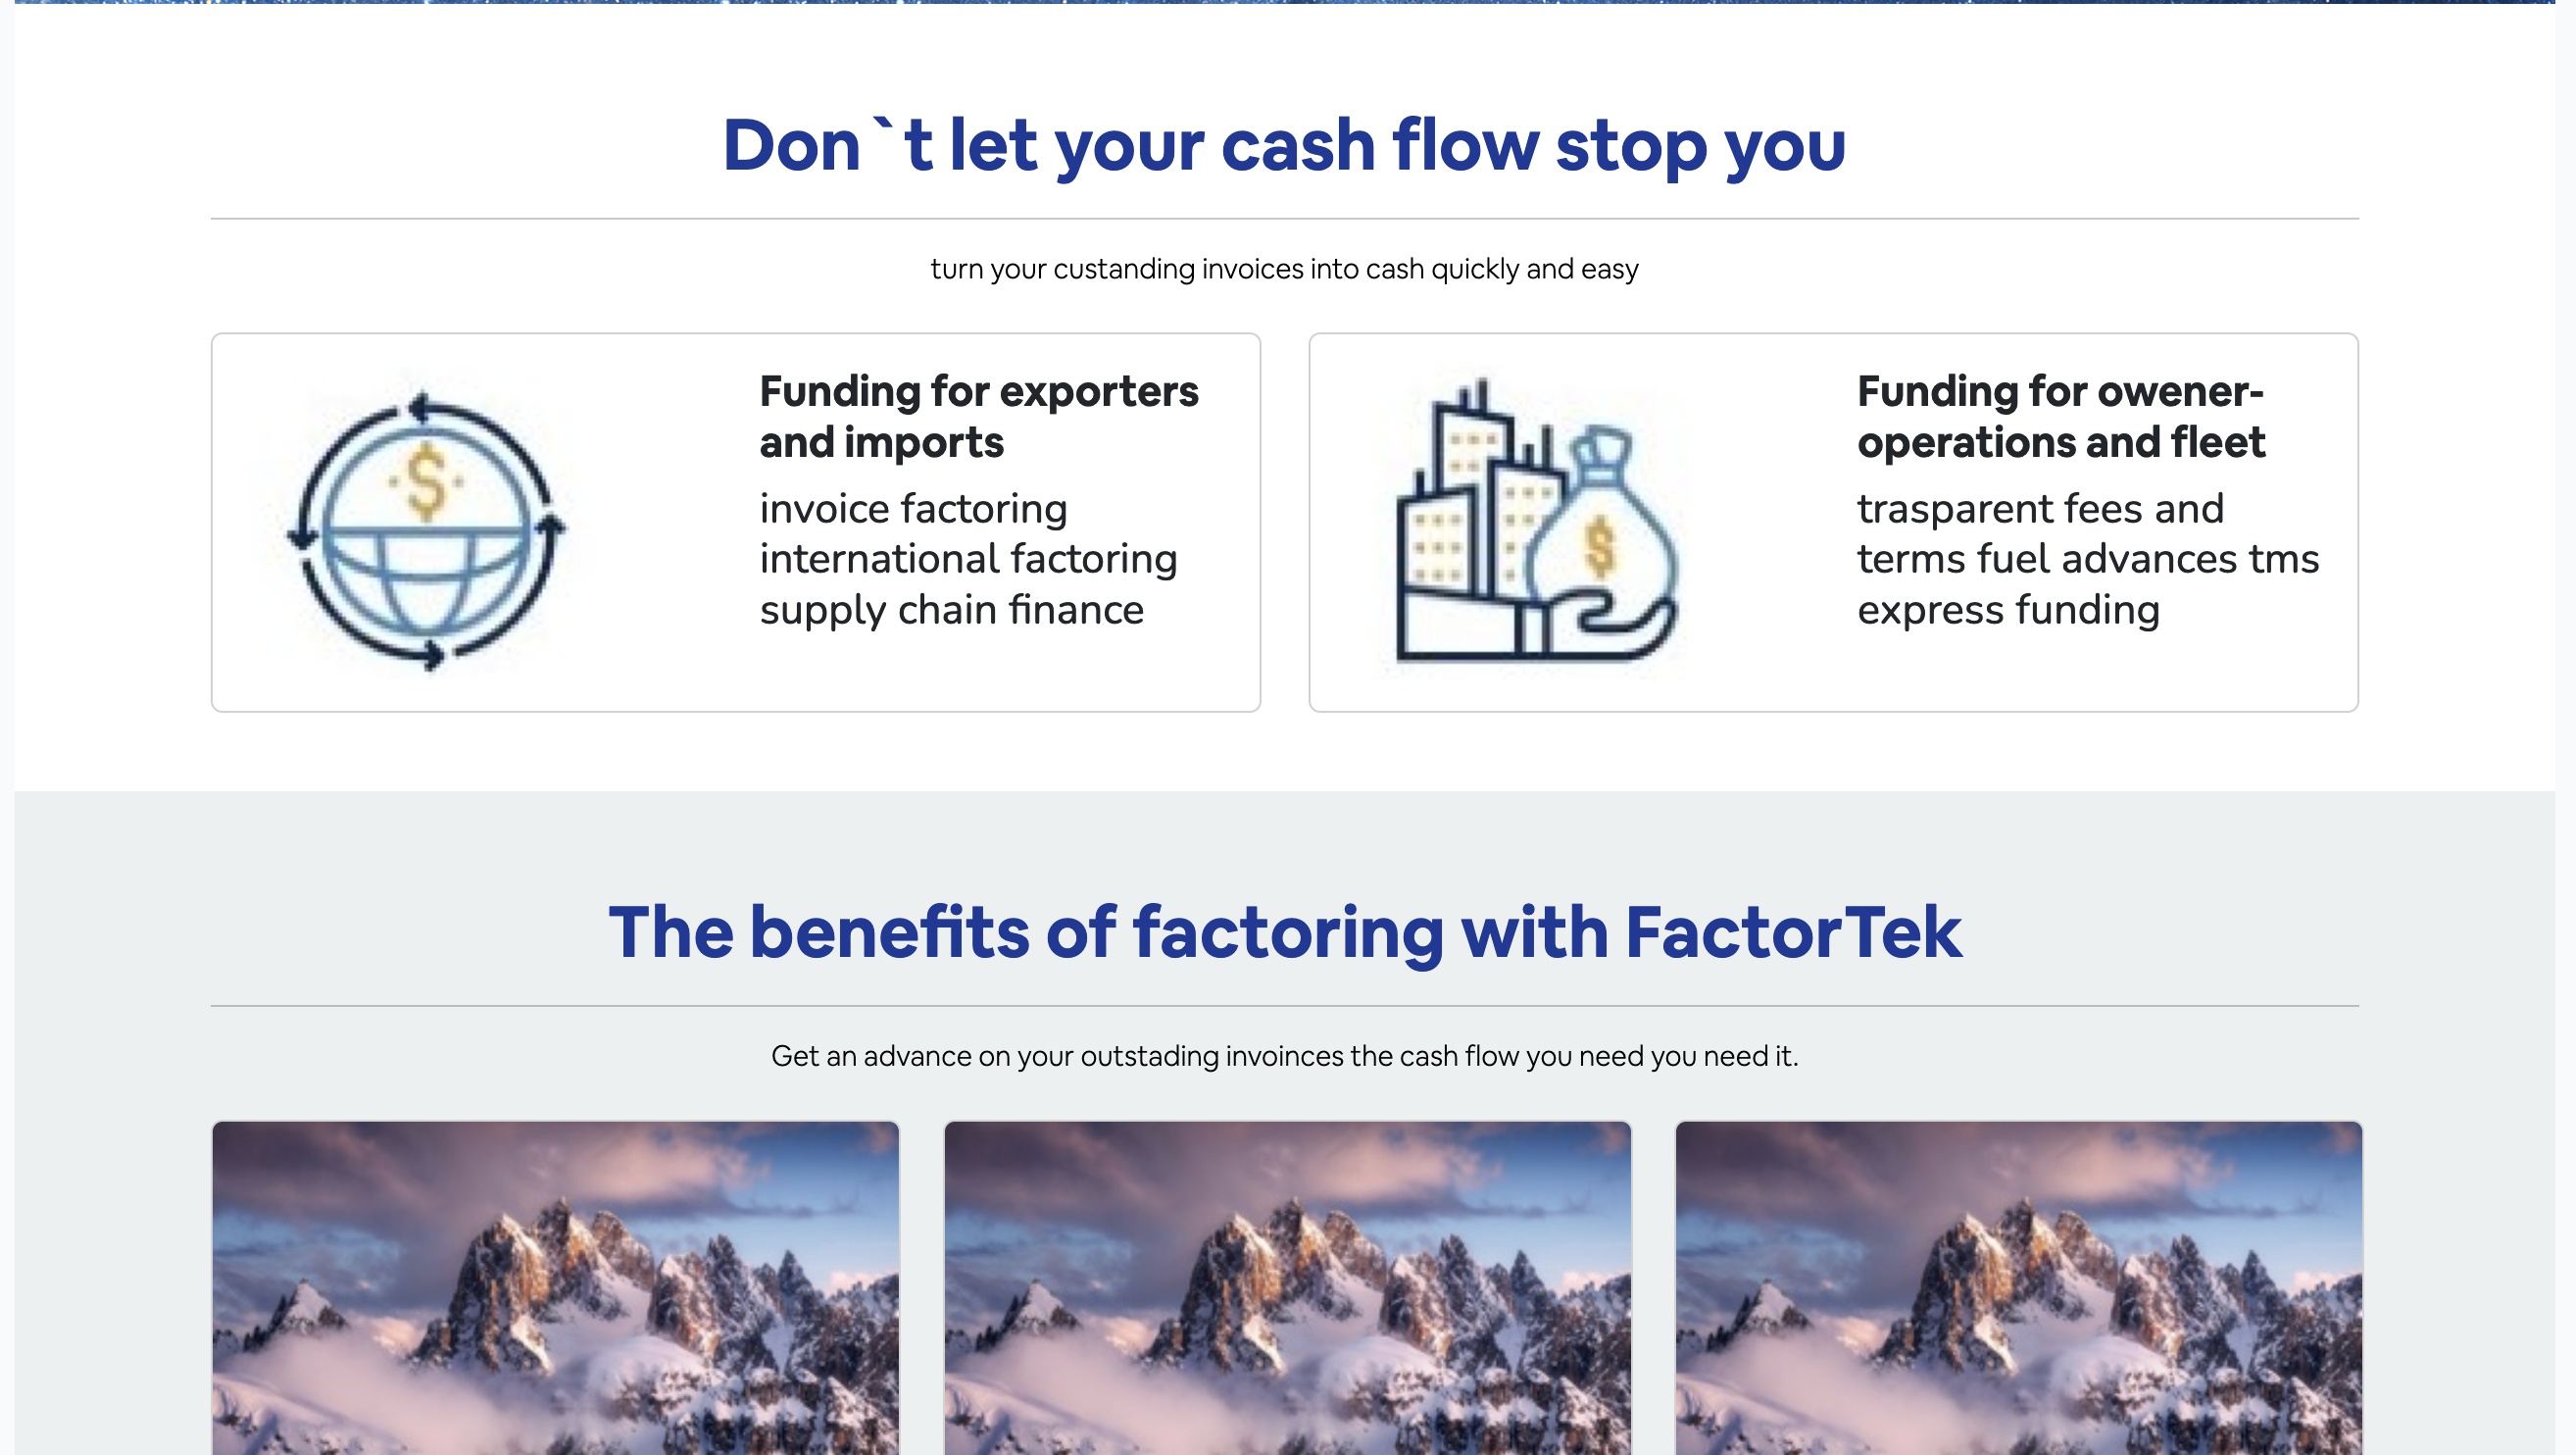 Don`t let your cash flow stop you
turn your custanding invoices into cash quickly and easy
Funding for exporters
and imports
invoice factoring
international factoring
supply chain finance
Funding for owener-
operations and fleet
trasparent fees and
terms fuel advances tms
express funding
The benefits of factoring with FactorTek
Get an advance on your outstading invoinces the cash flow you need you need it.